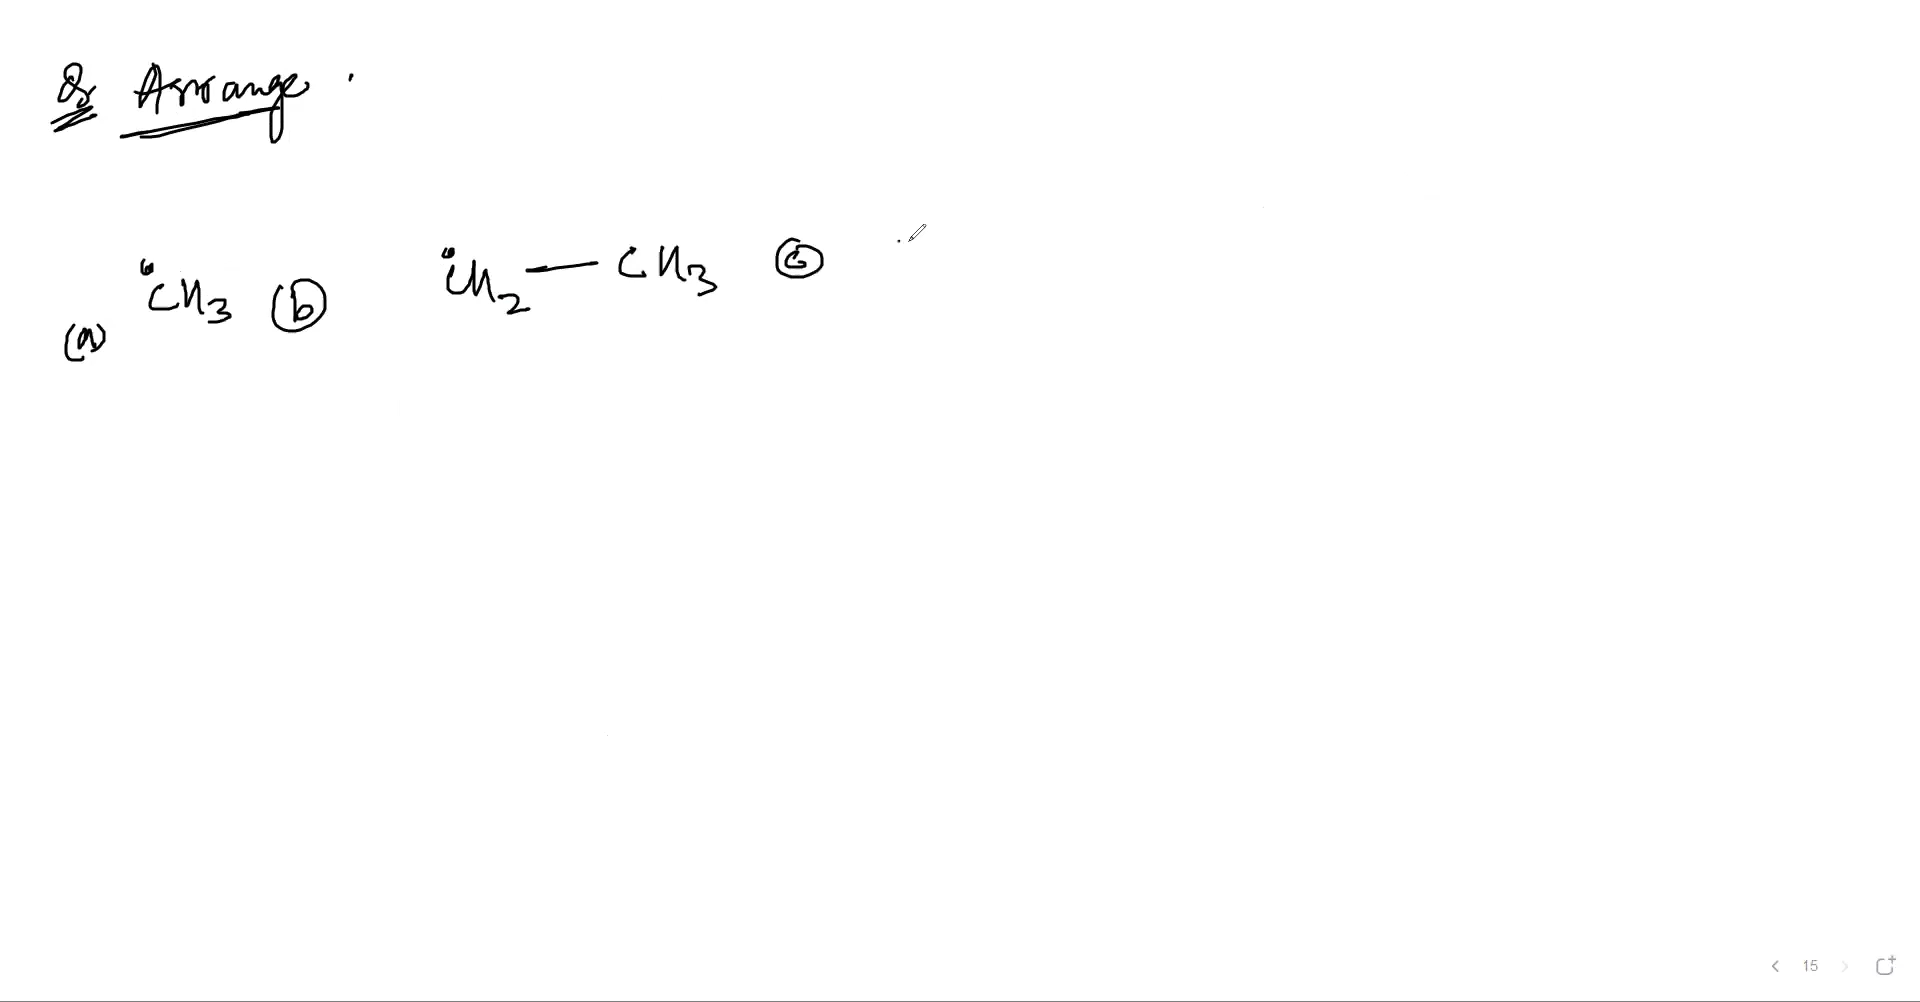 Q Arrange .
(a) •CH3 (b) •CH2 — CH3 (c) .
15